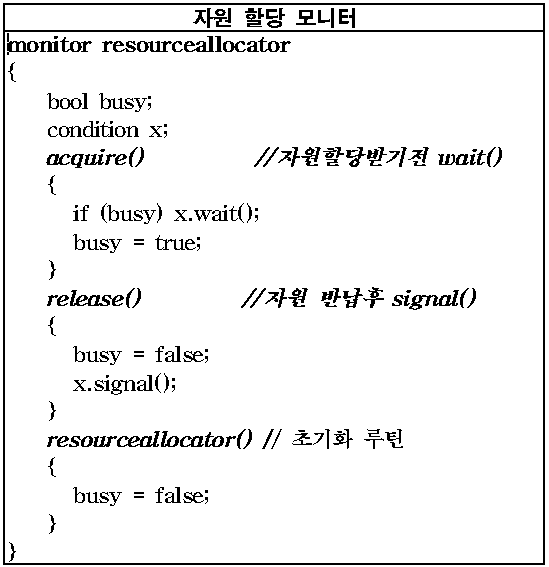 자원 할당 모니터
monitor resourceallocator
{
bool busy;
condition x;
acquire() //자원할당받기전 wait()
{
if (busy) x.wait();
busy = true;
}
release() //자원 반납후 signal()
{
busy = false;
x.signal();
}
resourceallocator() // 초기화 루틴
{
busy = false;
}
}